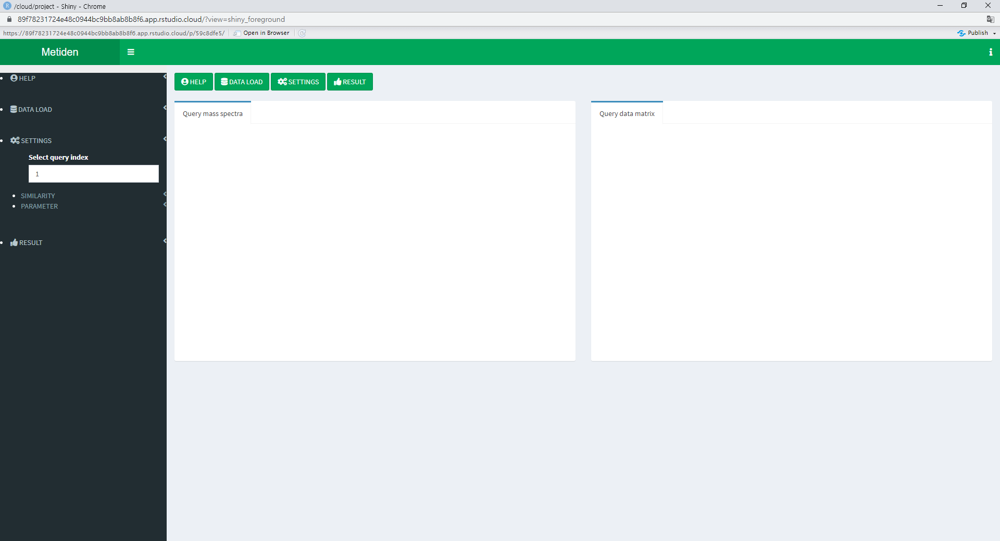 /cloud/project - Shiny - Chrome
89f78231724e48c0944bc9bb8ab8b8f6.app.rstudio.cloud/?view=shiny_foreground
https://89f78231724e48c0944bc9bb8ab8b8f6.app.rstudio.cloud/p/59c8dfe5/ Open in Browser Publish
Metiden
HELP
DATA LOAD
SETTINGS
Select query index
1
SIMILARITY
PARAMETER
RESULT
HELP DATA LOAD SETTINGS RESULT
Query mass spectra
Query data matrix